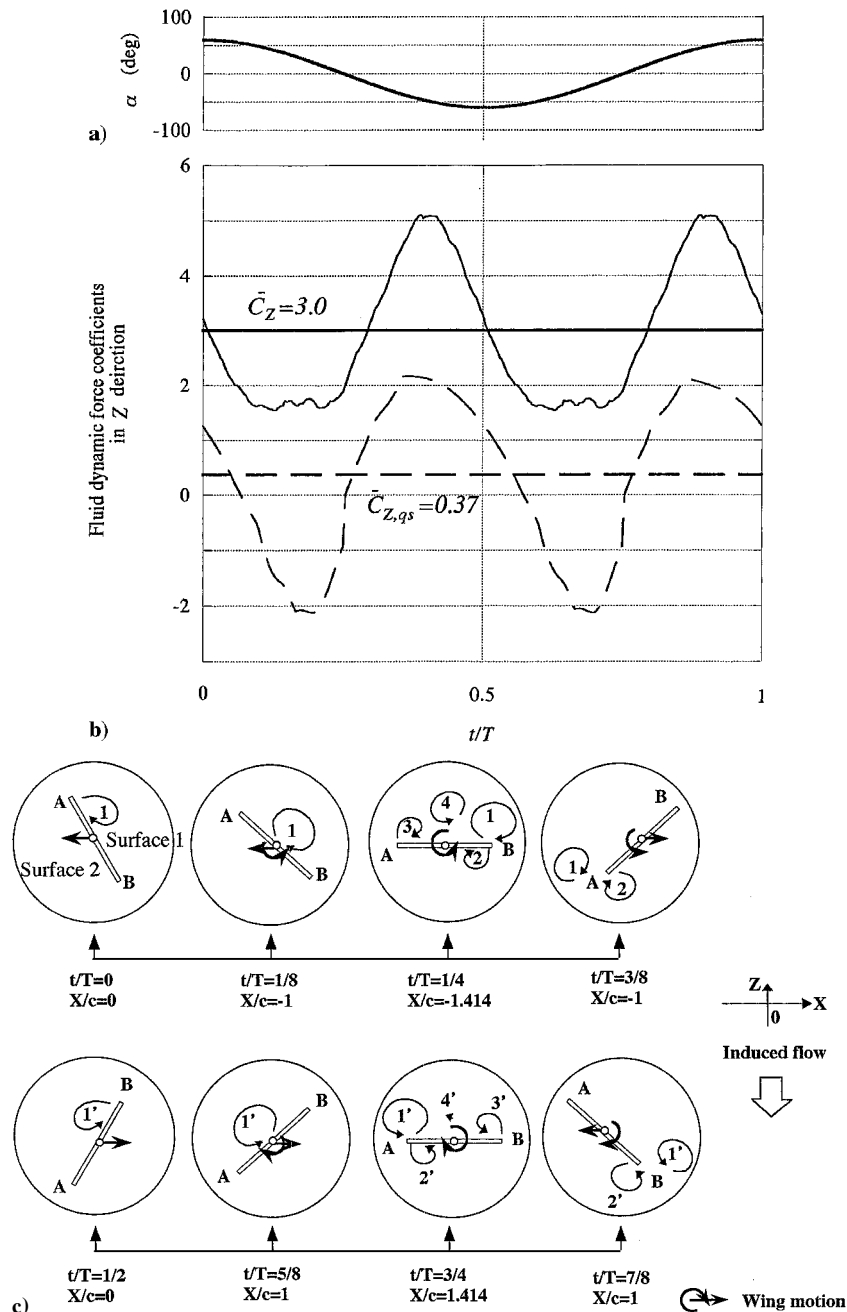 100
0
-100
α (deg)
a)
6
4
2
0
-2
Fluid dynamic force coefficients
in Z deirction
C̄Z=3.0
C̄Z,qs=0.37
0
0.5
1
b)
t/T
A
1
Surface 1
Surface 2
B
1
B
3
4
1
A
2
B
B
1
A
2
t/T=0
X/c=0
t/T=1/8
X/c=-1
t/T=1/4
X/c=-1.414
t/T=3/8
X/c=-1
Z
X
0
Induced flow
B
1'
A
B
1'
A
1'
4'
3'
A
B
2'
A
1'
B
2'
t/T=1/2
X/c=0
t/T=5/8
X/c=1
t/T=3/4
X/c=1.414
t/T=7/8
X/c=1
c)
Wing motion